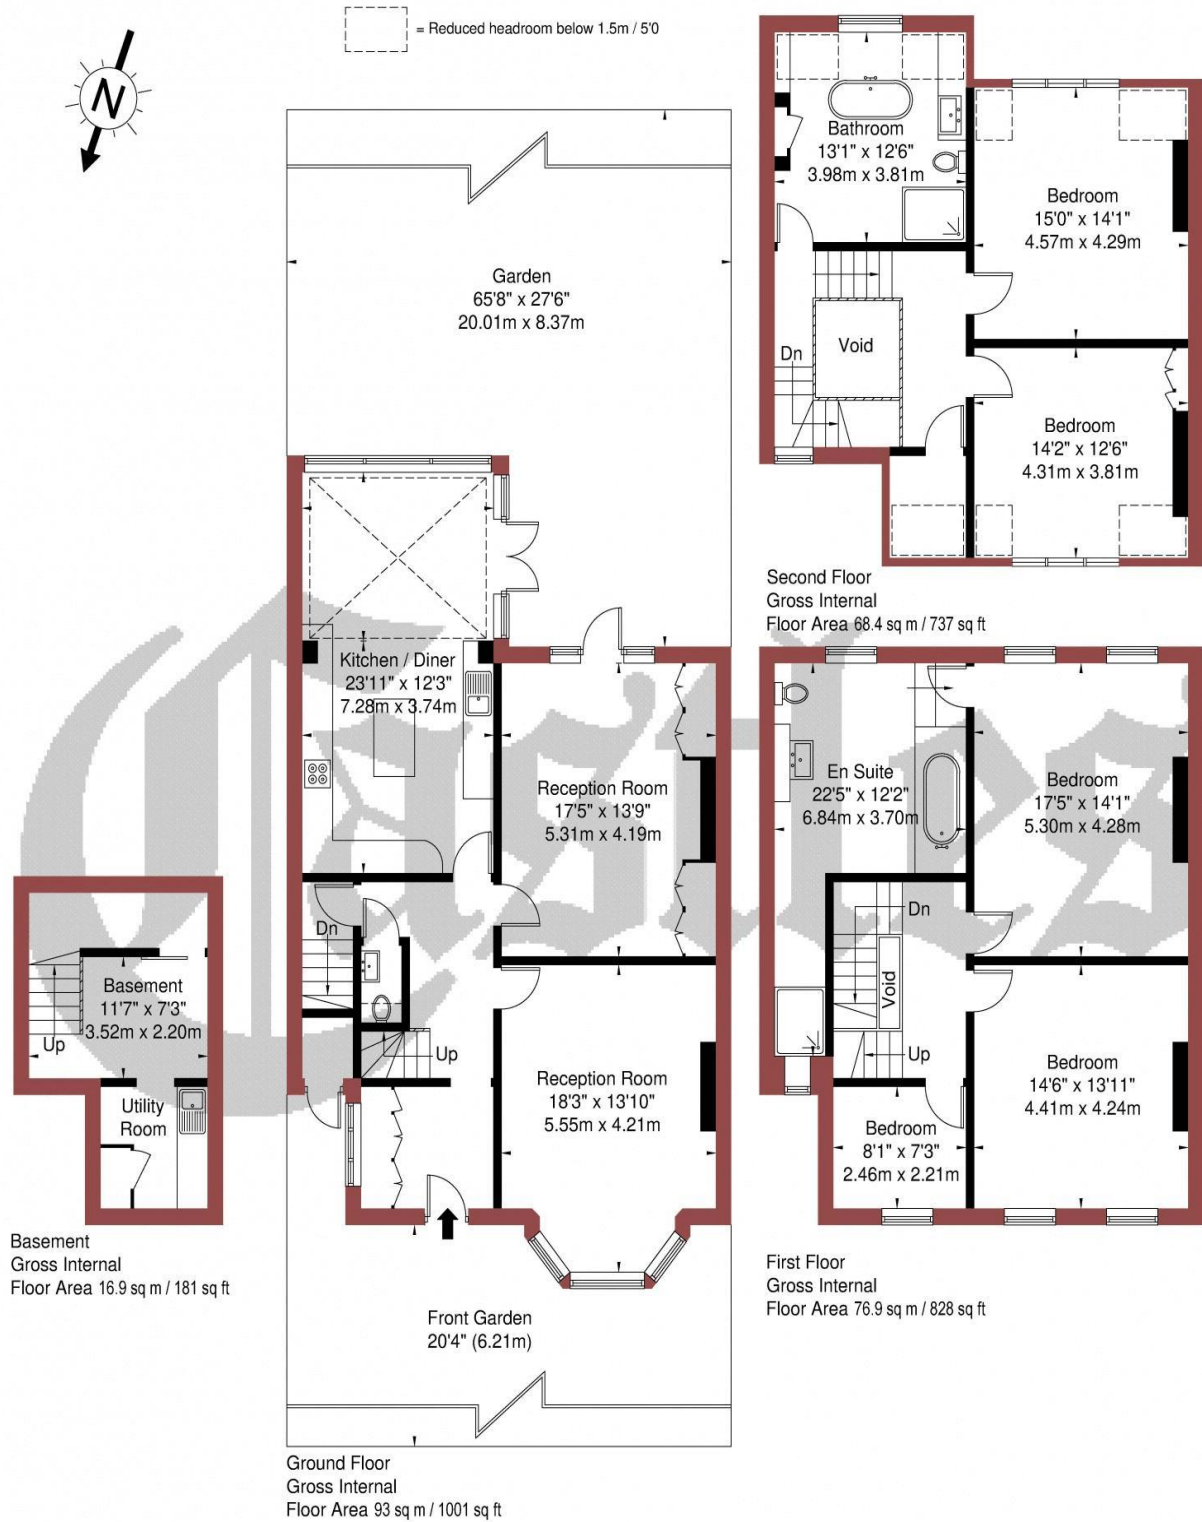 = Reduced headroom below 1.5m / 5'0
N
Garden
65'8" x 27'6"
20.01m x 8.37m
Kitchen / Diner
23'11" x 12'3"
7.28m x 3.74m
Reception Room
17'5" x 13'9"
5.31m x 4.19m
Dn
Up
Reception Room
18'3" x 13'10"
5.55m x 4.21m
Front Garden
20'4" (6.21m)
Ground Floor
Gross Internal
Floor Area 93 sq m / 1001 sq ft
Basement
11'7" x 7'3"
3.52m x 2.20m
Up
Utility
Room
Basement
Gross Internal
Floor Area 16.9 sq m / 181 sq ft
Bathroom
13'1" x 12'6"
3.98m x 3.81m
Bedroom
15'0" x 14'1"
4.57m x 4.29m
Void
Dn
Bedroom
14'2" x 12'6"
4.31m x 3.81m
Second Floor
Gross Internal
Floor Area 68.4 sq m / 737 sq ft
En Suite
22'5" x 12'2"
6.84m x 3.70m
Bedroom
17'5" x 14'1"
5.30m x 4.28m
Dn
Void
Up
Bedroom
14'6" x 13'11"
4.41m x 4.24m
Bedroom
8'1" x 7'3"
2.46m x 2.21m
First Floor
Gross Internal
Floor Area 76.9 sq m / 828 sq ft
Castles